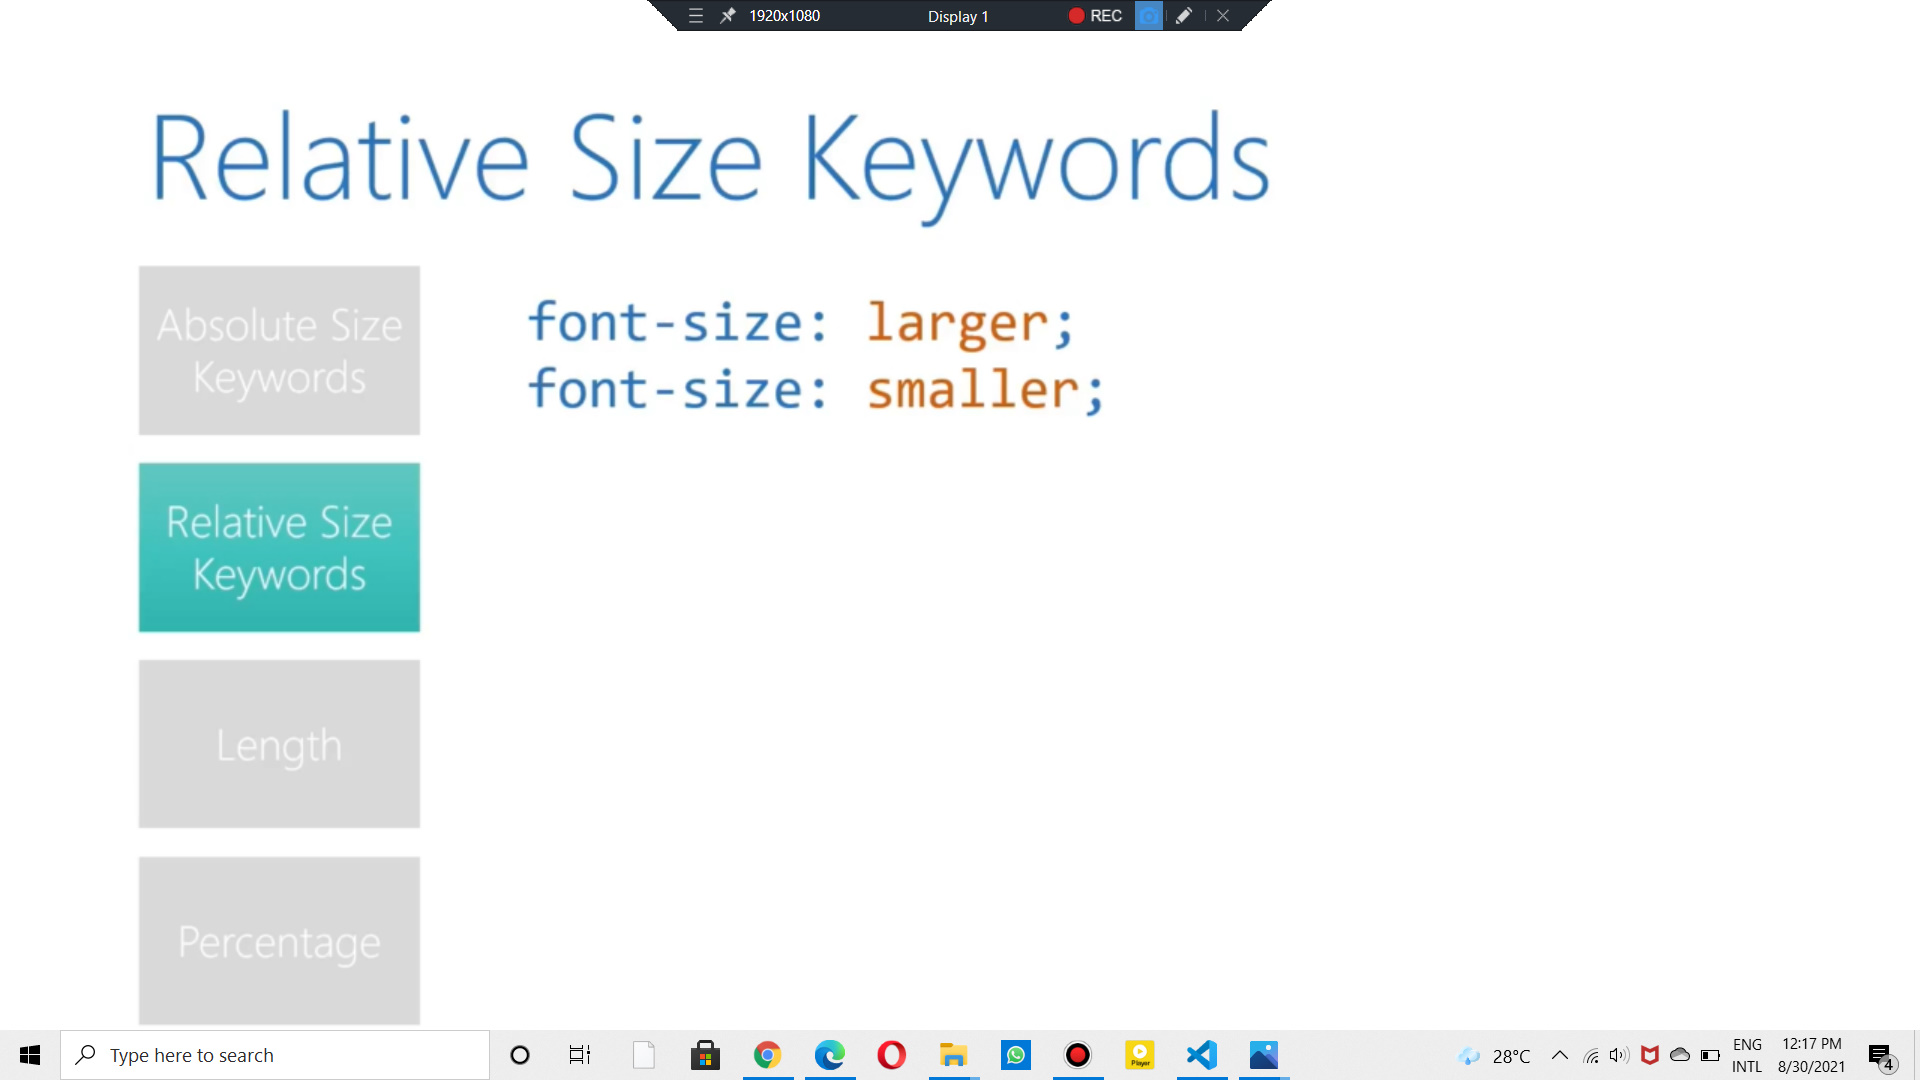 1920x1080
Display 1
REC
Relative Size Keywords
Absolute Size
Keywords
font-size: larger;
font-size: smaller;
Relative Size
Keywords
Length
Percentage
Type here to search
Player
28°C
ENG
INTL
12:17 PM
8/30/2021
4